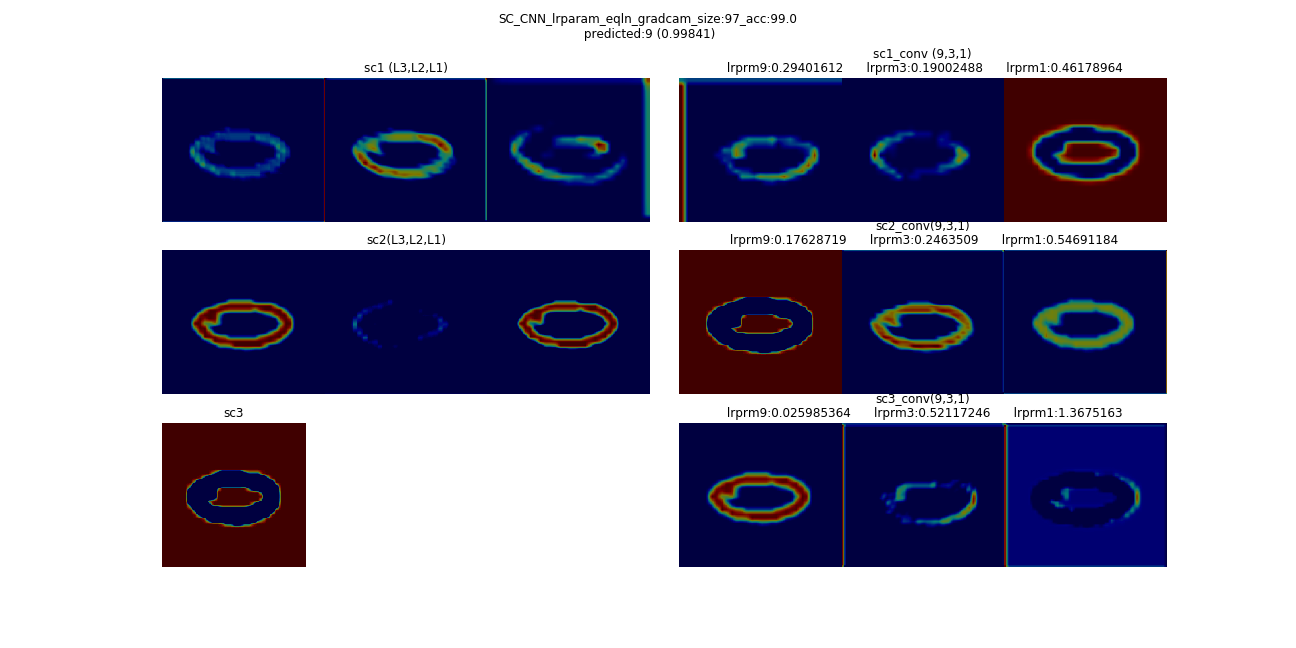 SC_CNN_lrparam_eqln_gradcam_size:97_acc:99.0
predicted:9 (0.99841)
sc1 (L3,L2,L1)
sc1_conv (9,3,1)
lrprm9:0.29401612 lrprm3:0.19002488 lrprm1:0.46178964
sc2(L3,L2,L1)
sc2_conv(9,3,1)
lrprm9:0.17628719 lrprm3:0.2463509 lrprm1:0.54691184
sc3
sc3_conv(9,3,1)
lrprm9:0.025985364 lrprm3:0.52117246 lrprm1:1.3675163